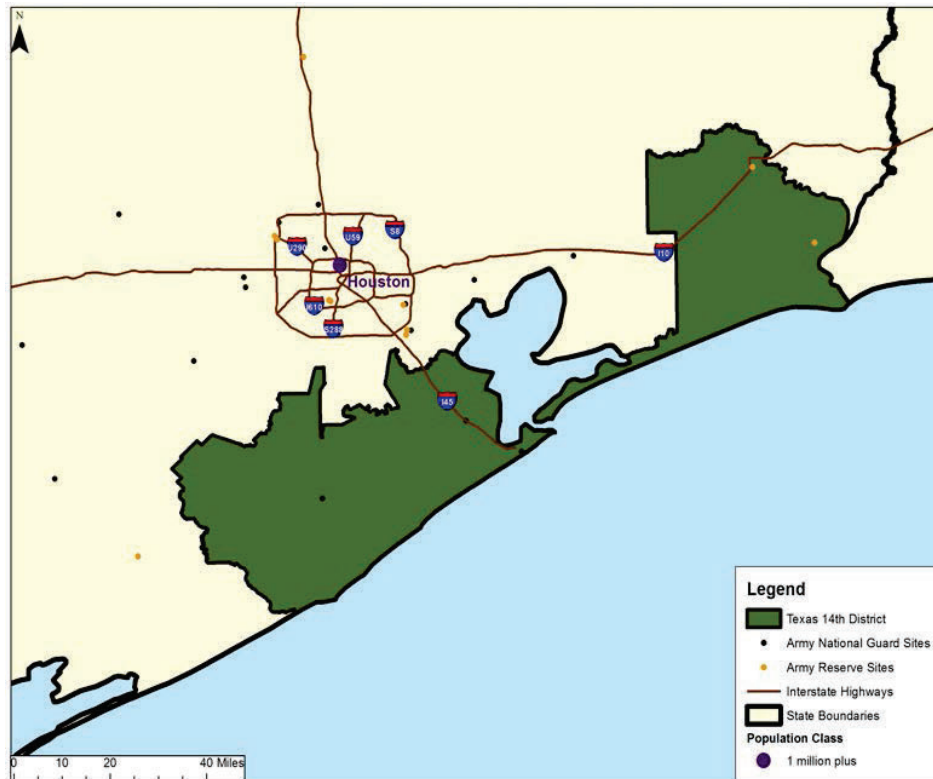 N
U290
U59
S8
I10
Houston
I610
S288
I45
Legend
Texas 14th District
Army National Guard Sites
Army Reserve Sites
Interstate Highways
State Boundaries
Population Class
1 million plus
0 10 20 40 Miles